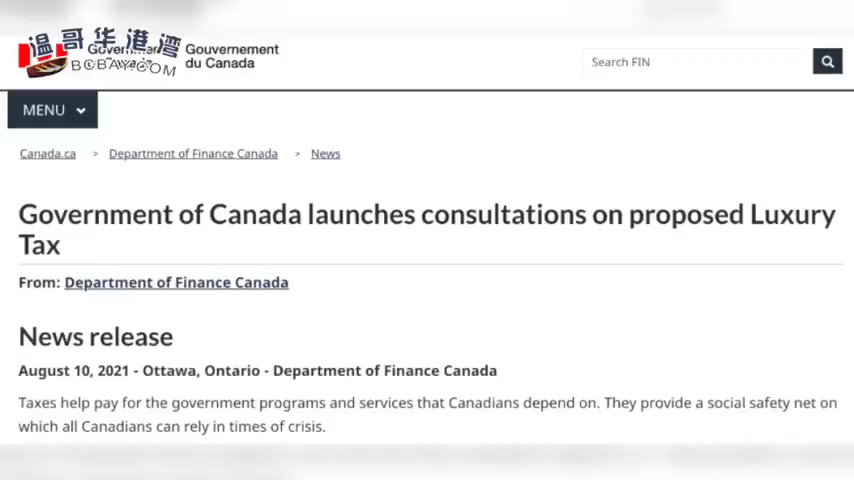 温哥华港湾
BCBAY.COM
Government Gouvernement
du Canada
Search FIN
MENU
Canada.ca > Department of Finance Canada > News
Government of Canada launches consultations on proposed Luxury
Tax
From: Department of Finance Canada
News release
August 10, 2021 - Ottawa, Ontario - Department of Finance Canada
Taxes help pay for the government programs and services that Canadians depend on. They provide a social safety net on
which all Canadians can rely in times of crisis.